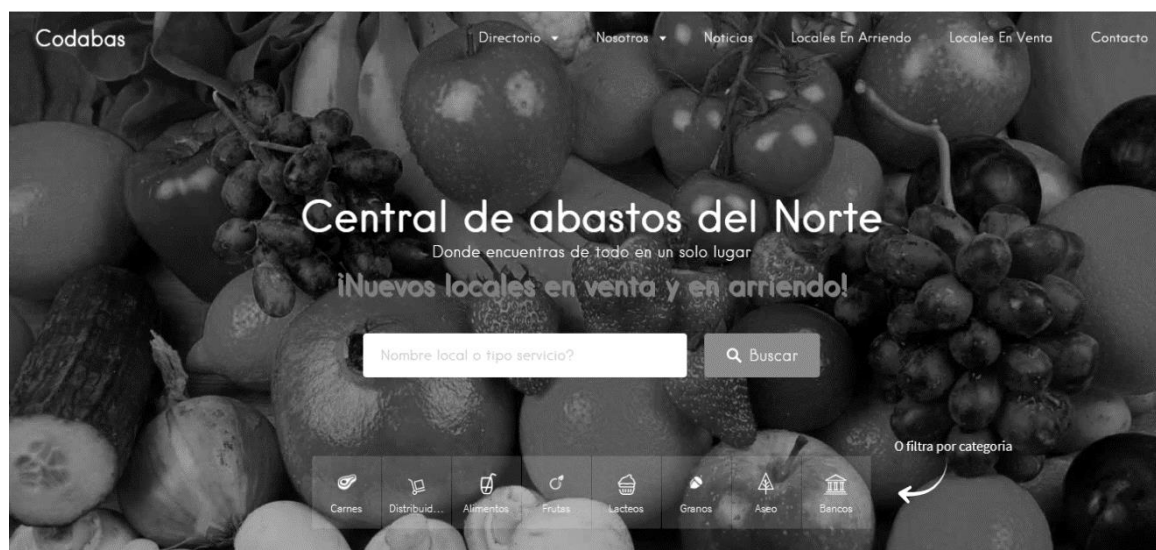 Codabas
Directorio Nosotros Noticias Locales En Arriendo Locales En Venta Contacto
Central de abastos del Norte
Donde encuentras de todo en un solo lugar
¡Nuevos locales en venta y en arriendo!
Nombre local o tipo servicio?
Buscar
O filtra por categoria
Carnes Distribuid... Alimentos Frutas Lacteos Granos Aseo Bancos